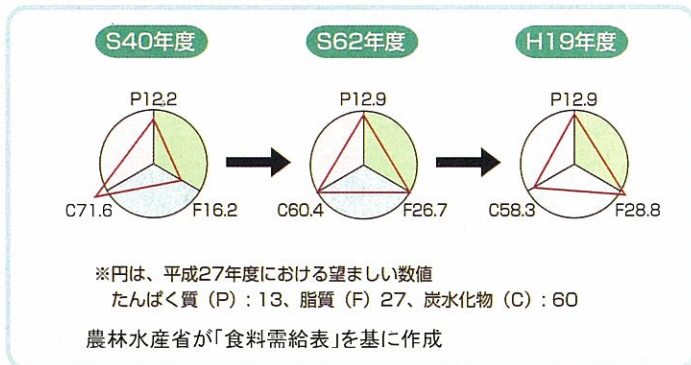 S40年度
S62年度
H19年度
P12.2
P12.9
P12.9
C71.6
F16.2
C60.4
F26.7
C58.3
F28.8
※円は、平成27年度における望ましい数値
たんぱく質（P）：13、脂質（F）27、炭水化物（C）：60
農林水産省が「食料需給表」を基に作成